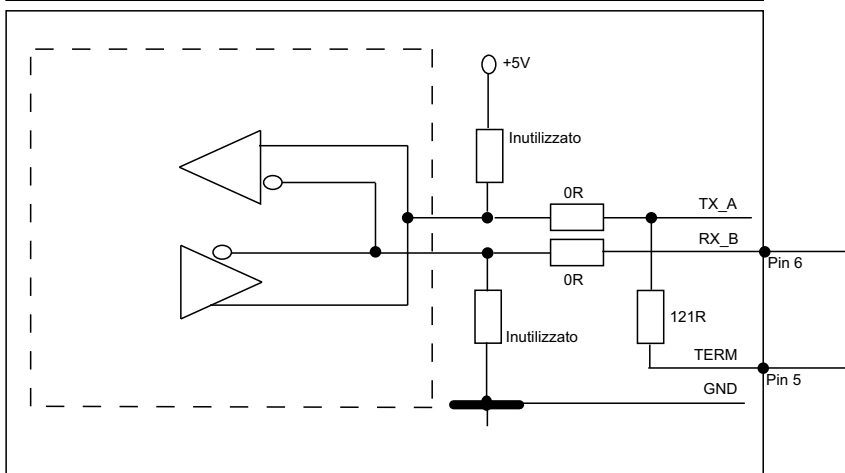 +5V
Inutilizzato
0R
TX_A
RX_B
Pin 6
0R
121R
Inutilizzato
TERM
Pin 5
GND